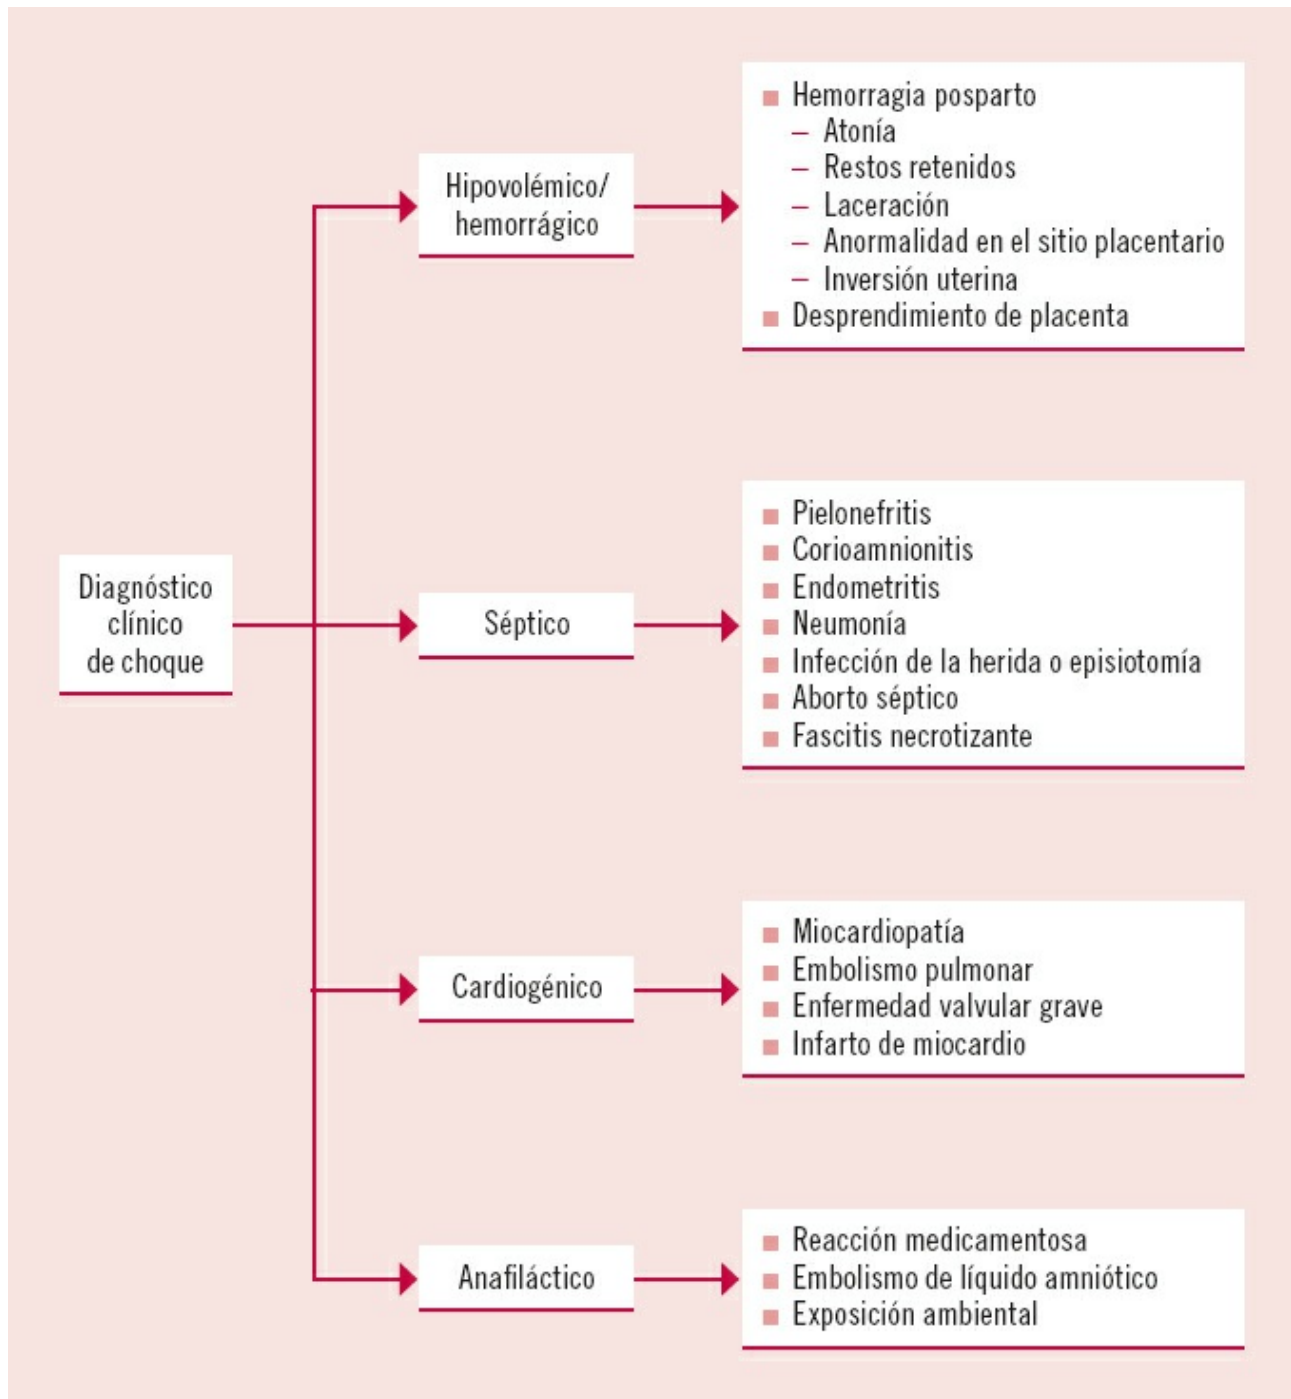 Diagnóstico
clínico
de choque
Hipovolémico/
hemorrágico
■ Hemorragia posparto
– Atonía
– Restos retenidos
– Laceración
– Anormalidad en el sitio placentario
– Inversión uterina
■ Desprendimiento de placenta
Séptico
■ Pielonefritis
■ Corioamnionitis
■ Endometritis
■ Neumonía
■ Infección de la herida o episiotomía
■ Aborto séptico
■ Fascitis necrotizante
Cardiogénico
■ Miocardiopatía
■ Embolismo pulmonar
■ Enfermedad valvular grave
■ Infarto de miocardio
Anafiláctico
■ Reacción medicamentosa
■ Embolismo de líquido amniótico
■ Exposición ambiental